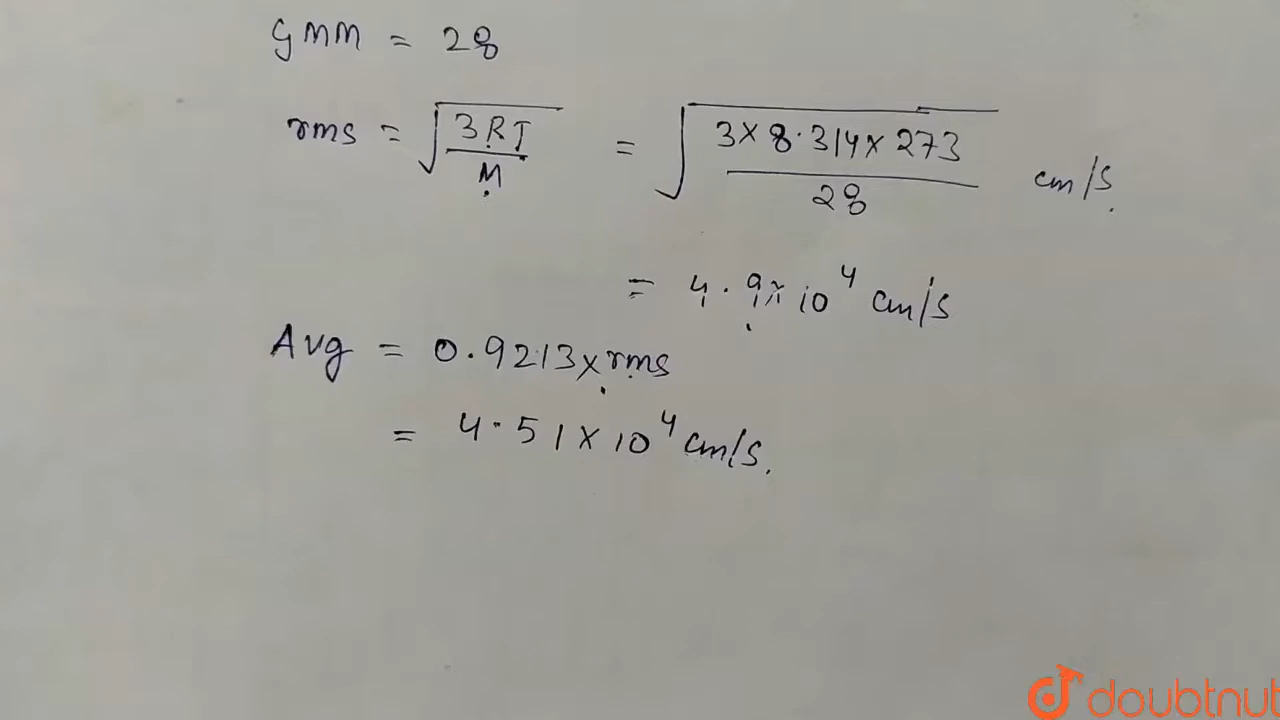 GMM = 28
rms = √(3RT/M) = √(3×8.314×273/28) cm/s.
= 4.9×10⁴ cm/s
Avg = 0.9213×rms
= 4.51×10⁴ cm/s.
doubtnut